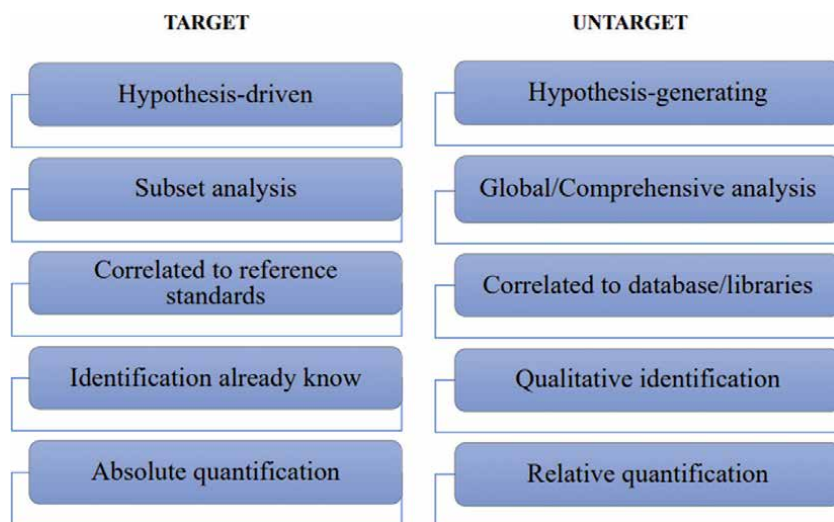 TARGET
Hypothesis-driven
Subset analysis
Correlated to reference
standards
Identification already know
Absolute quantification
UNTARGET
Hypothesis-generating
Global/Comprehensive analysis
Correlated to database/libraries
Qualitative identification
Relative quantification